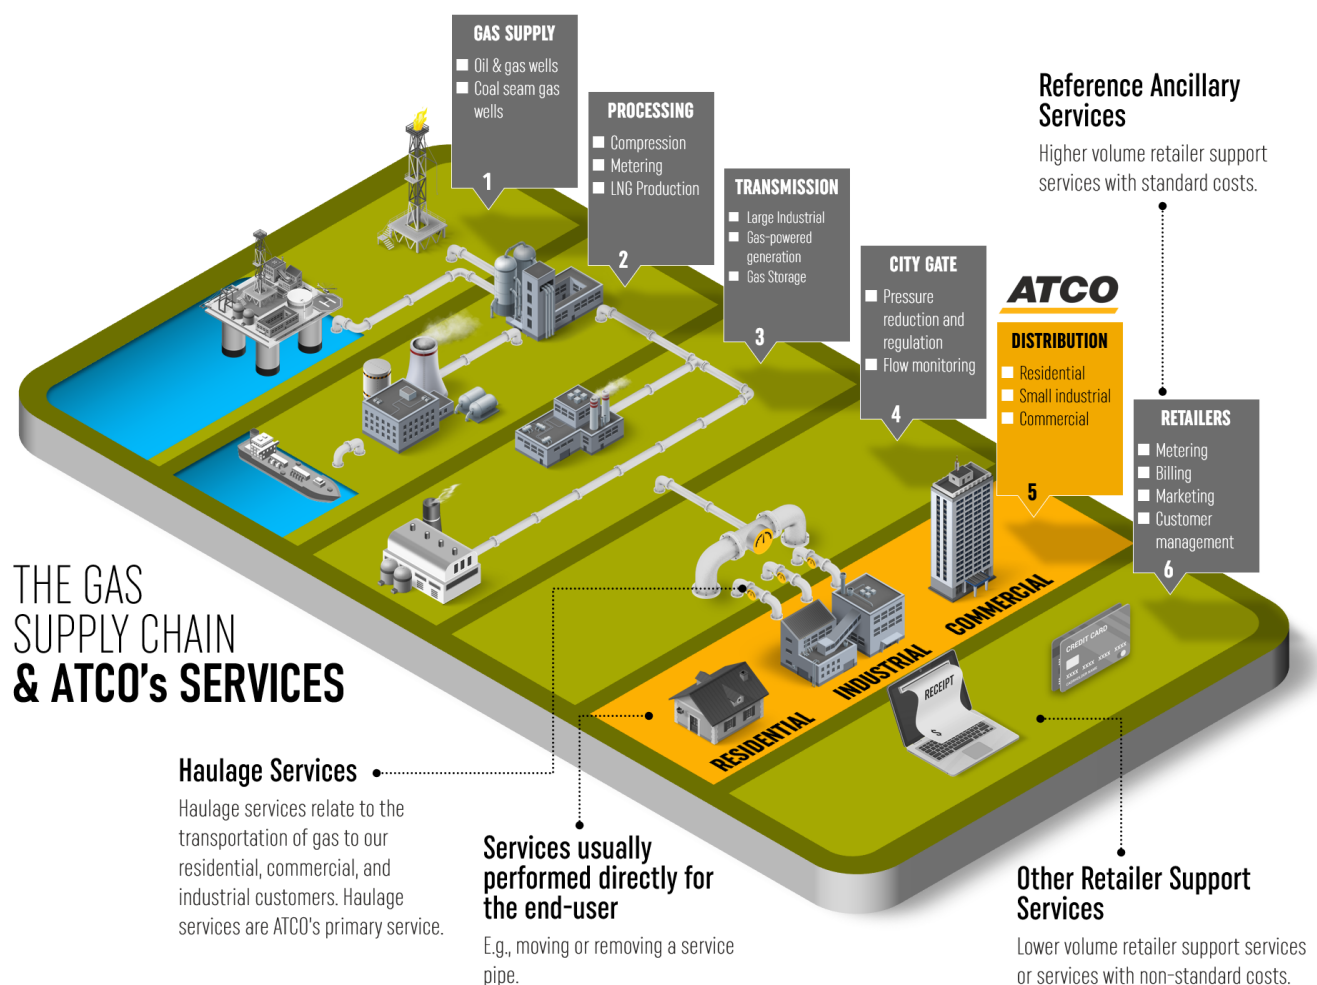 GAS SUPPLY
Oil & gas wells
Coal seam gas
wells
1
PROCESSING
Compression
Metering
LNG Production
2
TRANSMISSION
Large Industrial
Gas-powered
generation
Gas Storage
3
CITY GATE
Pressure
reduction and
regulation
Flow monitoring
4
ATCO
DISTRIBUTION
Residential
Small industrial
Commercial
5
RETAILERS
Metering
Billing
Marketing
Customer
management
6
Reference Ancillary
Services
Higher volume retailer support
services with standard costs.
THE GAS
SUPPLY CHAIN
& ATCO's SERVICES
RESIDENTIAL
INDUSTRIAL
COMMERCIAL
RECEIPT
$
CREDIT CARD
XXXX XXXX XXXX XXXX
Haulage Services
Haulage services relate to the
transportation of gas to our
residential, commercial, and
industrial customers. Haulage
services are ATCO's primary service.
Services usually
performed directly for
the end-user
E.g., moving or removing a service
pipe.
Other Retailer Support
Services
Lower volume retailer support services
or services with non-standard costs.